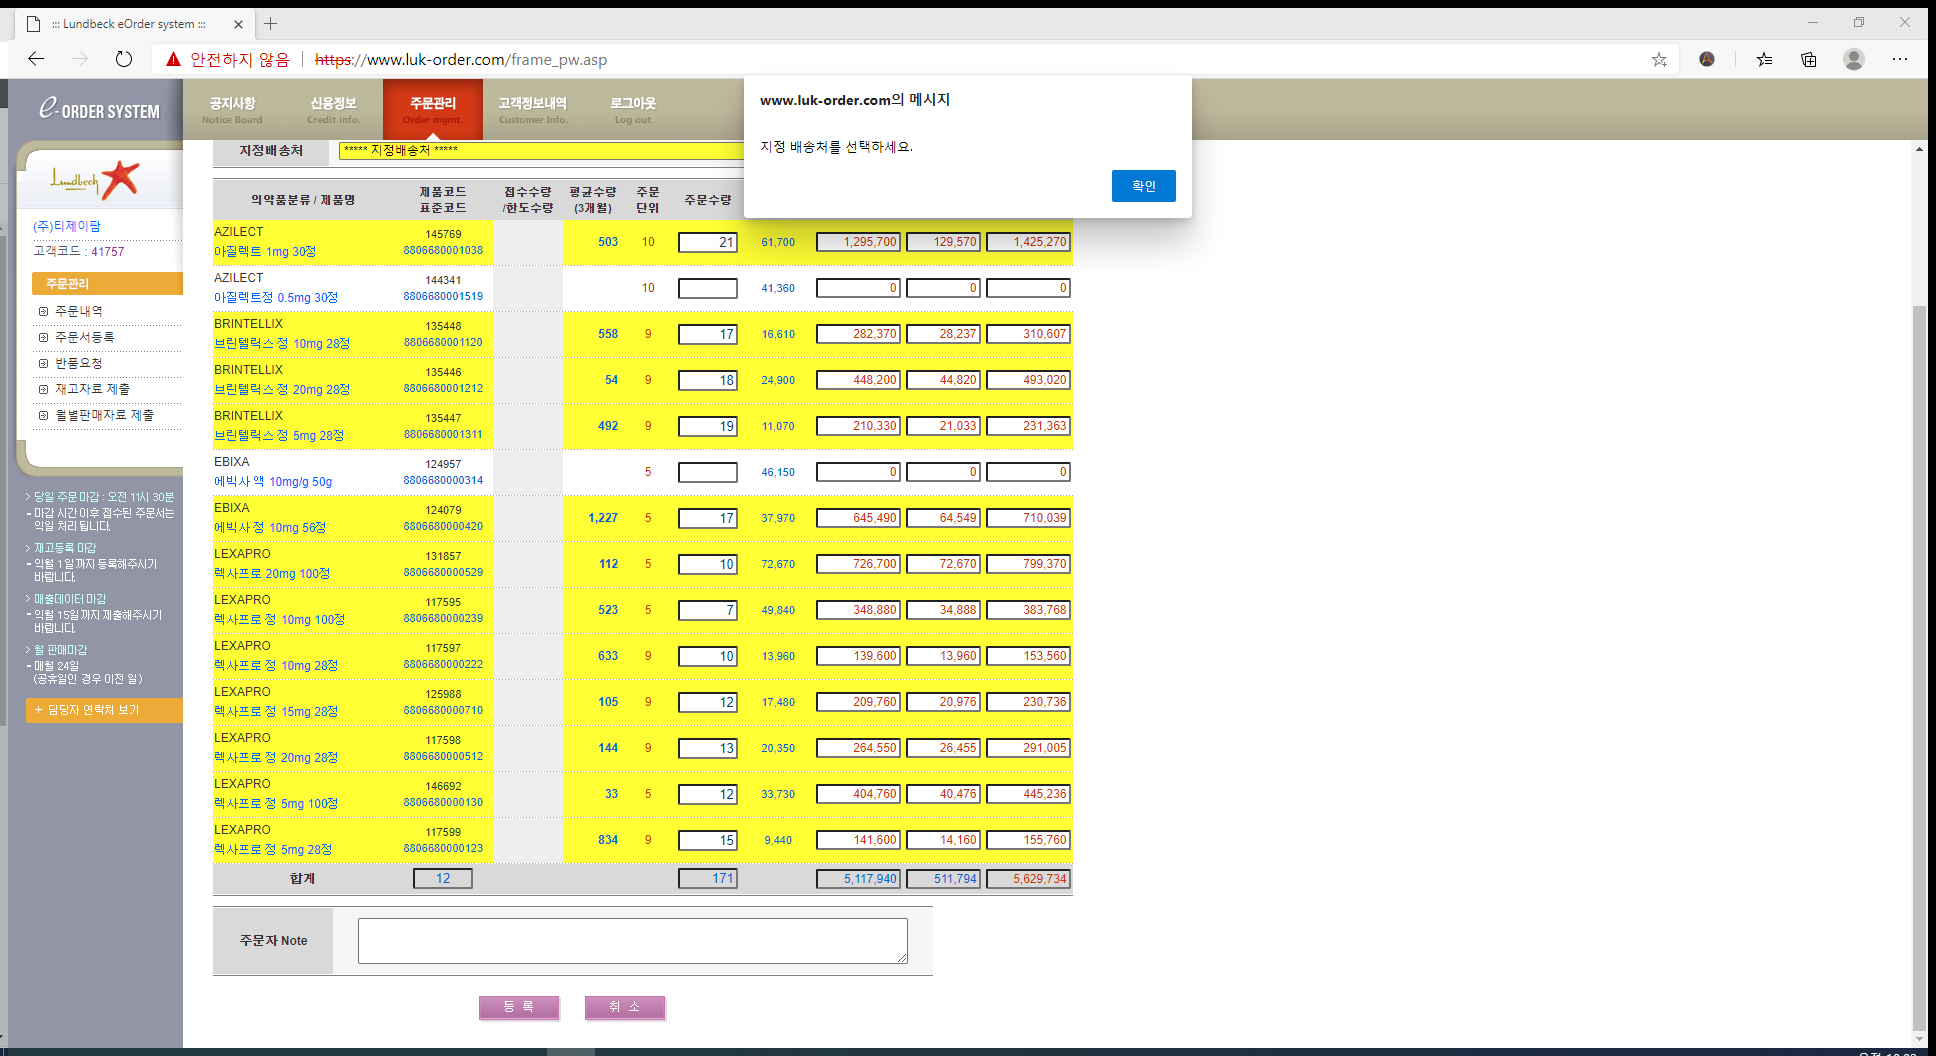 ::: Lundbeck eOrder system :::
안전하지 않음 https://www.luk-order.com/frame_pw.asp
e-ORDER SYSTEM
공지사항 신용정보 주문관리 고객정보내역 로그아웃
Notice Board Credit info. Order mgmt. Customer Info. Log out
www.luk-order.com의 메시지
지정 배송처를 선택하세요.
확인
Lundbeck
(주)티제이팜
고객코드 : 41757
주문관리
주문내역
주문서등록
반품요청
재고자료 제출
월별판매자료 제출
> 당일 주문마감 : 오전 11시 30분
- 마감 시간 이후 접수된 주문서는
익일 처리 됩니다.
> 재고등록 마감
- 익월 1일까지 등록해주시기
바랍니다.
> 매출데이터 마감
- 익월 15일까지 제출해주시기
바랍니다.
> 월 판매마감
- 매월 24일
(공휴일인 경우 이전 일)
+ 담당자 연락처 보기
지정배송처 ***** 지정배송처 *****
의약품분류 / 제품명 제품코드 표준코드 접수수량 /한도수량 평균수량 (3개월) 주문 단위 주문수량
AZILECT 145769
아질렉트 1mg 30정 8806680001038 503 10 21 61,700 1,295,700 129,570 1,425,270
AZILECT 144341
아질렉트정 0.5mg 30정 8806680001519 10 41,360 0 0 0
BRINTELLIX 135448
브린텔릭스 정 10mg 28정 8806680001120 558 9 17 16,610 282,370 28,237 310,607
BRINTELLIX 135446
브린텔릭스 정 20mg 28정 8806680001212 54 9 18 24,900 448,200 44,820 493,020
BRINTELLIX 135447
브린텔릭스 정 5mg 28정 8806680001311 492 9 19 11,070 210,330 21,033 231,363
EBIXA 124957
에빅사 액 10mg/g 50g 8806680000314 5 46,150 0 0 0
EBIXA 124079
에빅사 정 10mg 56정 8806680000420 1,227 5 17 37,970 645,490 64,549 710,039
LEXAPRO 131857
렉사프로 20mg 100정 8806680000529 112 5 10 72,670 726,700 72,670 799,370
LEXAPRO 117595
렉사프로 정 10mg 100정 8806680000239 523 5 7 49,840 348,880 34,888 383,768
LEXAPRO 117597
렉사프로 정 10mg 28정 8806680000222 633 9 10 13,960 139,600 13,960 153,560
LEXAPRO 125988
렉사프로 정 15mg 28정 8806680000710 105 9 12 17,480 209,760 20,976 230,736
LEXAPRO 117598
렉사프로 정 20mg 28정 8806680000512 144 9 13 20,350 264,550 26,455 291,005
LEXAPRO 146692
렉사프로 정 5mg 100정 8806680000130 33 5 12 33,730 404,760 40,476 445,236
LEXAPRO 117599
렉사프로 정 5mg 28정 8806680000123 834 9 15 9,440 141,600 14,160 155,760
합계 12 171 5,117,940 511,794 5,629,734
주문자 Note
등 록 취 소